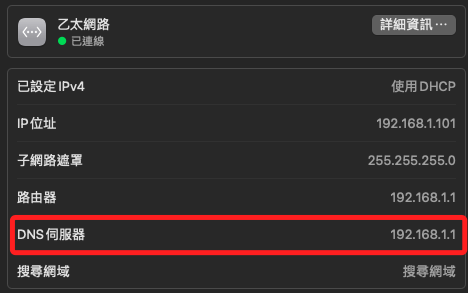 乙太網路
已連線
詳細資訊⋯
已設定 IPv4 使用 DHCP
IP 位址 192.168.1.101
子網路遮罩 255.255.255.0
路由器 192.168.1.1
DNS 伺服器 192.168.1.1
搜尋網域 搜尋網域